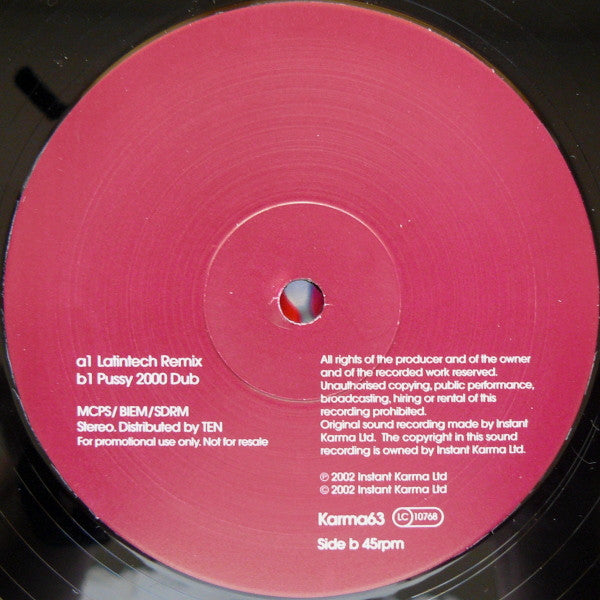 a1 Latintech Remix
b1 Pussy 2000 Dub
MCPS/BIEM/SDRM
Stereo. Distributed by TEN
For promotional use only. Not for resale
All rights of the producer and of the owner
and of the recorded work reserved.
Unauthorised copying, public performance,
broadcasting, hiring or rental of this
recording prohibited.
Original sound recording made by Instant
Karma Ltd. The copyright in this sound
recording is owned by Instant Karma Ltd.
℗ 2002 Instant Karma Ltd
© 2002 Instant Karma Ltd
Karma63 LC 10768
Side b 45rpm